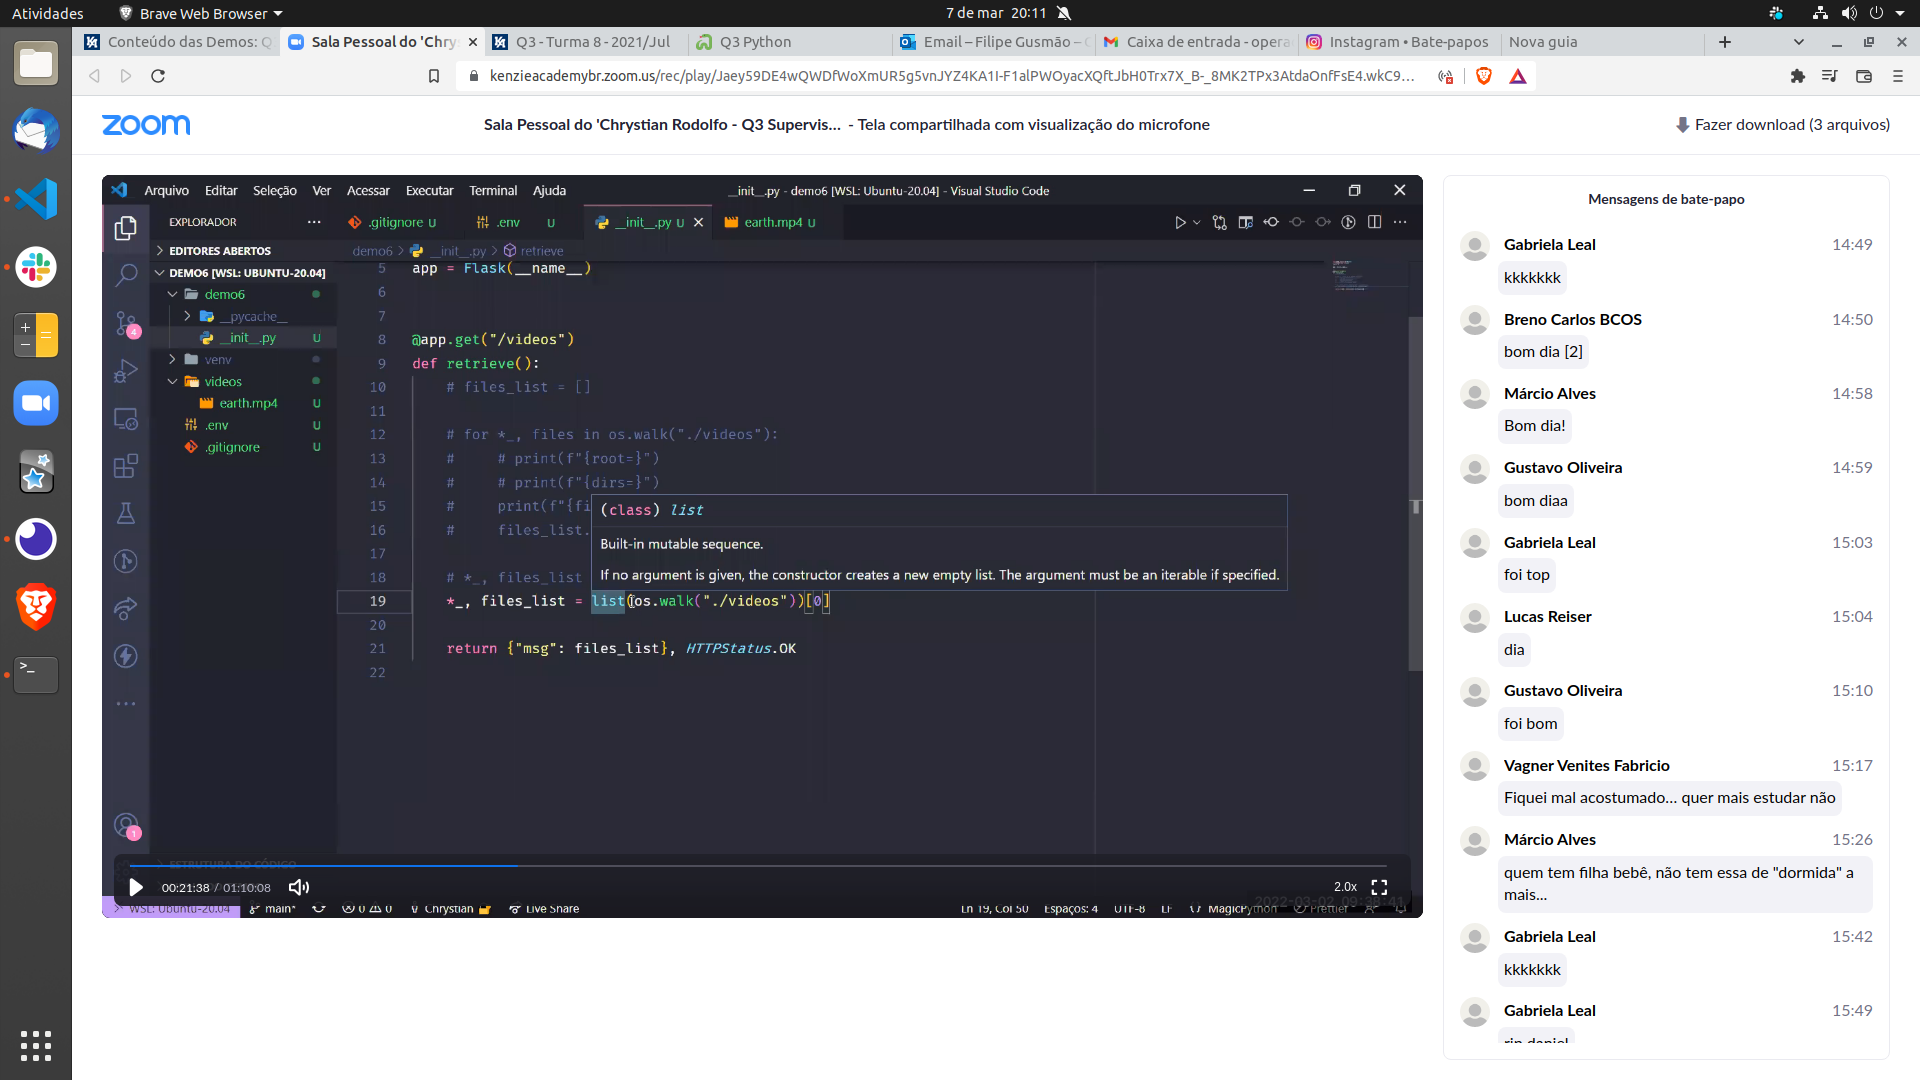 Atividades
Brave Web Browser
7 de mar 20:11
Conteúdo das Demos: Q
Sala Pessoal do 'Chry
Q3 - Turma 8 - 2021/Jul
Q3 Python
Email – Filipe Gusmão – O
Caixa de entrada - opera
Instagram • Bate-papos
Nova guia
kenzieacademybr.zoom.us/rec/play/Jaey59DE4wQWDfWoXmUR5g5vnJYZ4KA1I-F1alPWOyacXQftJbH0Trx7X_B-_8MK2TPx3AtdaOnfFsE4.wkC9...
zoom
Sala Pessoal do 'Chrystian Rodolfo - Q3 Supervis... - Tela compartilhada com visualização do microfone
Fazer download (3 arquivos)
Arquivo Editar Seleção Ver Acessar Executar Terminal Ajuda
__init__.py - demo6 [WSL: Ubuntu-20.04] - Visual Studio Code
EXPLORADOR
.gitignore U
.env U
__init__.py U
earth.mp4 U
EDITORES ABERTOS
demo6 > __init__.py > retrieve
DEMO6 [WSL: UBUNTU-20.04]
demo6
__pycache__
__init__.py U
venv
videos
earth.mp4 U
.env U
.gitignore U
4
1
5 app = Flask(__name__)
6
7
8 @app.get("/videos")
9 def retrieve():
10 # files_list = []
11
12 # for *_, files in os.walk("./videos"):
13 # # print(f"{root=}")
14 # # print(f"{dirs=}")
15 # print(f"{fi
16 # files_list.
17
18 # *_, files_list
19 *_, files_list = list(os.walk("./videos"))[0]
20
21 return {"msg": files_list}, HTTPStatus.OK
22
(class) list
Built-in mutable sequence.
If no argument is given, the constructor creates a new empty list. The argument must be an iterable if specified.
ESTRUTURA DO CÓDIGO
00:21:38 / 01:10:08
2.0x
WSL: Ubuntu-20.04
main*
0 0
Chrystian
Live Share
2022-03-02 09:38:41
Ln 19, Col 50
Espaços: 4
UTF-8
LF
MagicPython
Prettier
Mensagens de bate-papo
Gabriela Leal 14:49
kkkkkkk
Breno Carlos BCOS 14:50
bom dia [2]
Márcio Alves 14:58
Bom dia!
Gustavo Oliveira 14:59
bom diaa
Gabriela Leal 15:03
foi top
Lucas Reiser 15:04
dia
Gustavo Oliveira 15:10
foi bom
Vagner Venites Fabricio 15:17
Fiquei mal acostumado... quer mais estudar não
Márcio Alves 15:26
quem tem filha bebê, não tem essa de "dormida" a
mais...
Gabriela Leal 15:42
kkkkkkk
Gabriela Leal 15:49
rip daniel